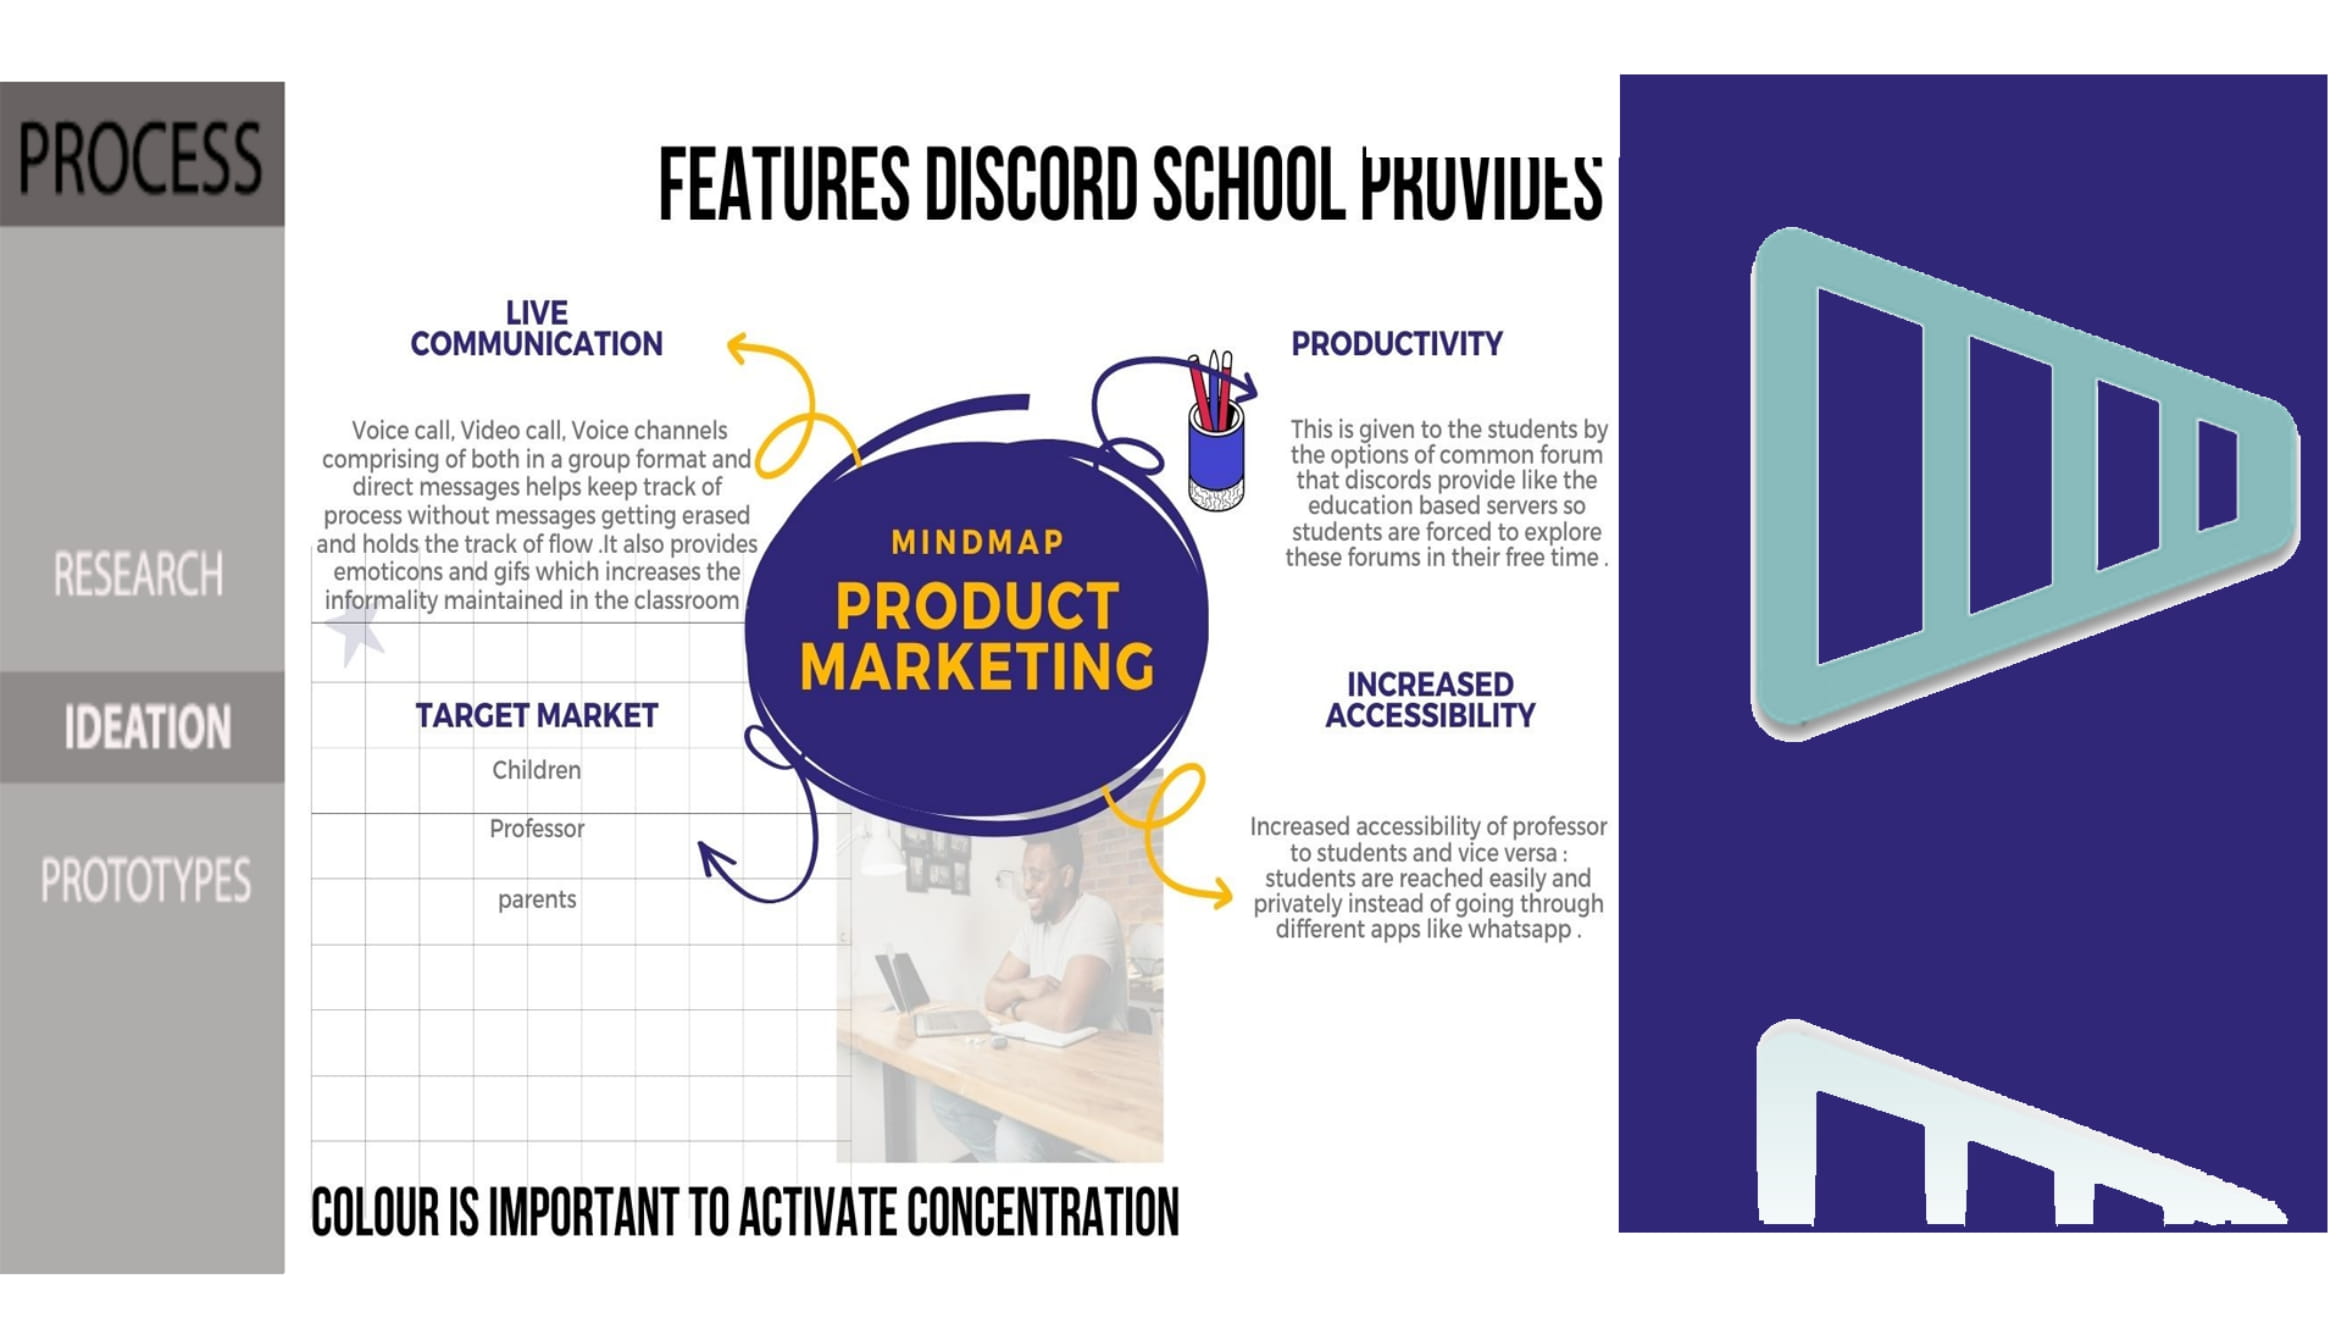 PROCESS
RESEARCH
IDEATION
PROTOTYPES
FEATURES DISCORD SCHOOL PROVIDES
LIVE
COMMUNICATION
Voice call, Video call, Voice channels
comprising of both in a group format and
direct messages helps keep track of
process without messages getting erased
and holds the track of flow .It also provides
emoticons and gifs which increases the
informality maintained in the classroom .
TARGET MARKET
Children
Professor
parents
MINDMAP
PRODUCT
MARKETING
PRODUCTIVITY
This is given to the students by
the options of common forum
that discords provide like the
education based servers so
students are forced to explore
these forums in their free time .
INCREASED
ACCESSIBILITY
Increased accessibility of professor
to students and vice versa :
students are reached easily and
privately instead of going through
different apps like whatsapp .
COLOUR IS IMPORTANT TO ACTIVATE CONCENTRATION